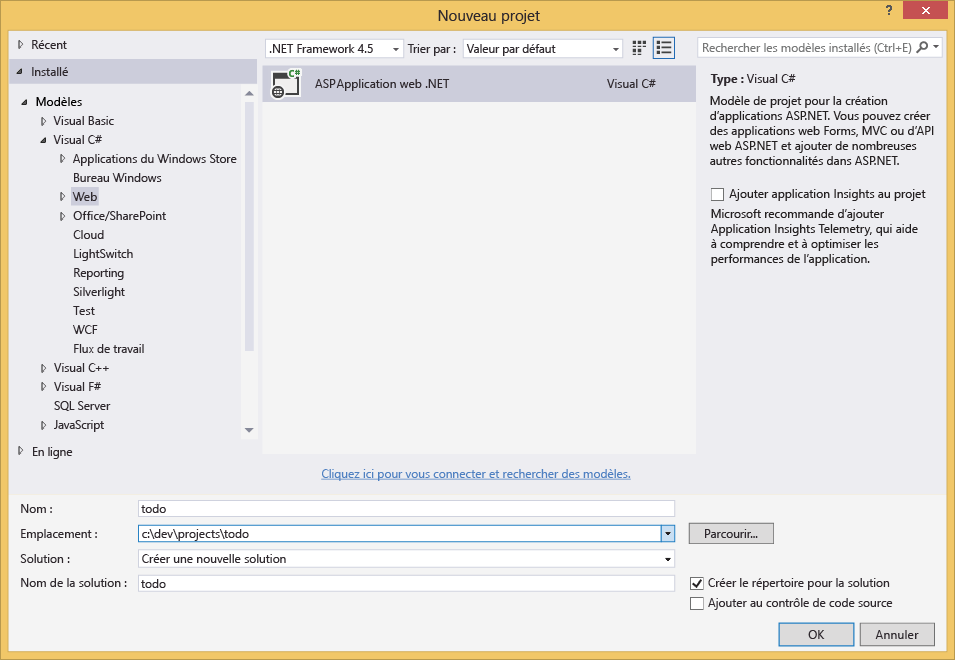 Nouveau projet
?
Récent
Installé
Modèles
Visual Basic
Visual C#
Applications du Windows Store
Bureau Windows
Web
Office/SharePoint
Cloud
LightSwitch
Reporting
Silverlight
Test
WCF
Flux de travail
Visual C++
Visual F#
SQL Server
JavaScript
En ligne
.NET Framework 4.5 Trier par : Valeur par défaut
C# ASPApplication web .NET Visual C#
Cliquez ici pour vous connecter et rechercher des modèles.
Rechercher les modèles installés (Ctrl+E)
Type : Visual C#
Modèle de projet pour la création
d’applications ASP.NET. Vous pouvez créer
des applications web Forms, MVC ou d’API
web ASP.NET et ajouter de nombreuses
autres fonctionnalités dans ASP.NET.
Ajouter application Insights au projet
Microsoft recommande d’ajouter
Application Insights Telemetry, qui aide
à comprendre et à optimiser les
performances de l’application.
Nom : todo
Emplacement : c:\dev\projects\todo Parcourir...
Solution : Créer une nouvelle solution
Nom de la solution : todo
Créer le répertoire pour la solution
Ajouter au contrôle de code source
OK Annuler